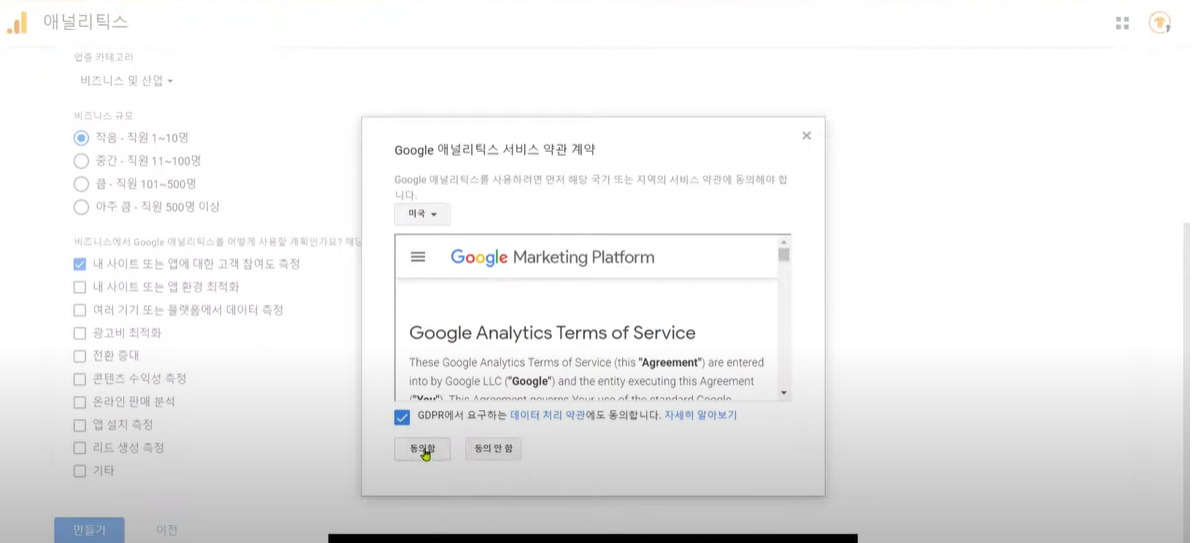 애널리틱스
업종 카테고리
비즈니스 및 산업
비즈니스 규모
작음 - 직원 1~10명
중간 - 직원 11~100명
큼 - 직원 101~500명
아주 큼 - 직원 500명 이상
비즈니스에서 Google 애널리틱스를 어떻게 사용할 계획인가요? 해당
내 사이트 또는 앱에 대한 고객 참여도 측정
내 사이트 또는 앱 환경 최적화
여러 기기 또는 플랫폼에서 데이터 측정
광고비 최적화
전환 증대
콘텐츠 수익성 측정
온라인 판매 분석
앱 설치 측정
리드 생성 측정
기타
만들기 이전
Google 애널리틱스 서비스 약관 계약
Google 애널리틱스를 사용하려면 먼저 해당 국가 또는 지역의 서비스 약관에 동의해야 합
니다.
미국
Google Marketing Platform
Google Analytics Terms of Service
These Google Analytics Terms of Service (this "Agreement") are entered
into by Google LLC ("Google") and the entity executing this Agreement
("You"). This Agreement governs Your use of the standard Google
GDPR에서 요구하는 데이터 처리 약관에도 동의합니다. 자세히 알아보기
동의함 동의 안 함